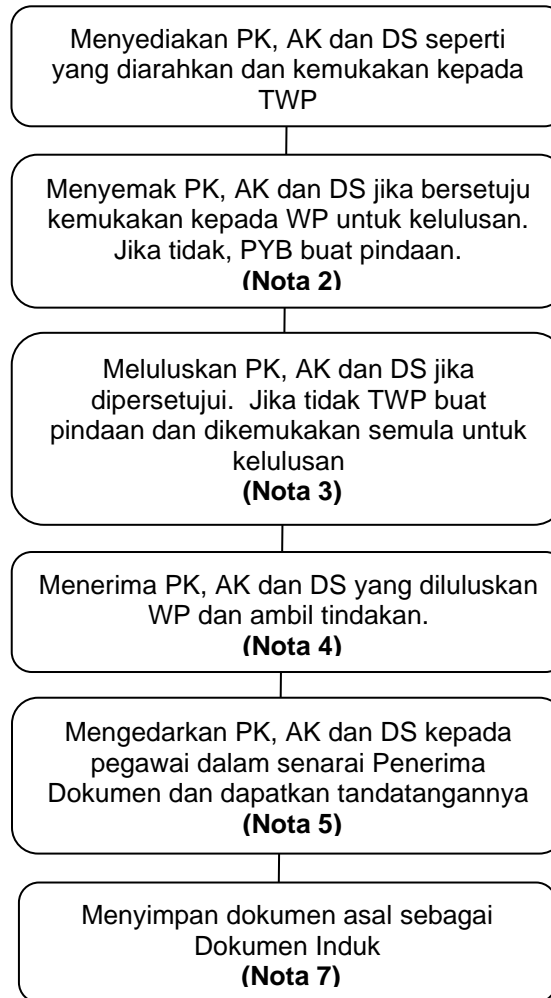 Menyediakan PK, AK dan DS seperti
yang diarahkan dan kemukakan kepada
TWP
Menyemak PK, AK dan DS jika bersetuju
kemukakan kepada WP untuk kelulusan.
Jika tidak, PYB buat pindaan.
(Nota 2)
Meluluskan PK, AK dan DS jika
dipersetujui. Jika tidak TWP buat
pindaan dan dikemukakan semula untuk
kelulusan
(Nota 3)
Menerima PK, AK dan DS yang diluluskan
WP dan ambil tindakan.
(Nota 4)
Mengedarkan PK, AK dan DS kepada
pegawai dalam senarai Penerima
Dokumen dan dapatkan tandatangannya
(Nota 5)
Menyimpan dokumen asal sebagai
Dokumen Induk
(Nota 7)